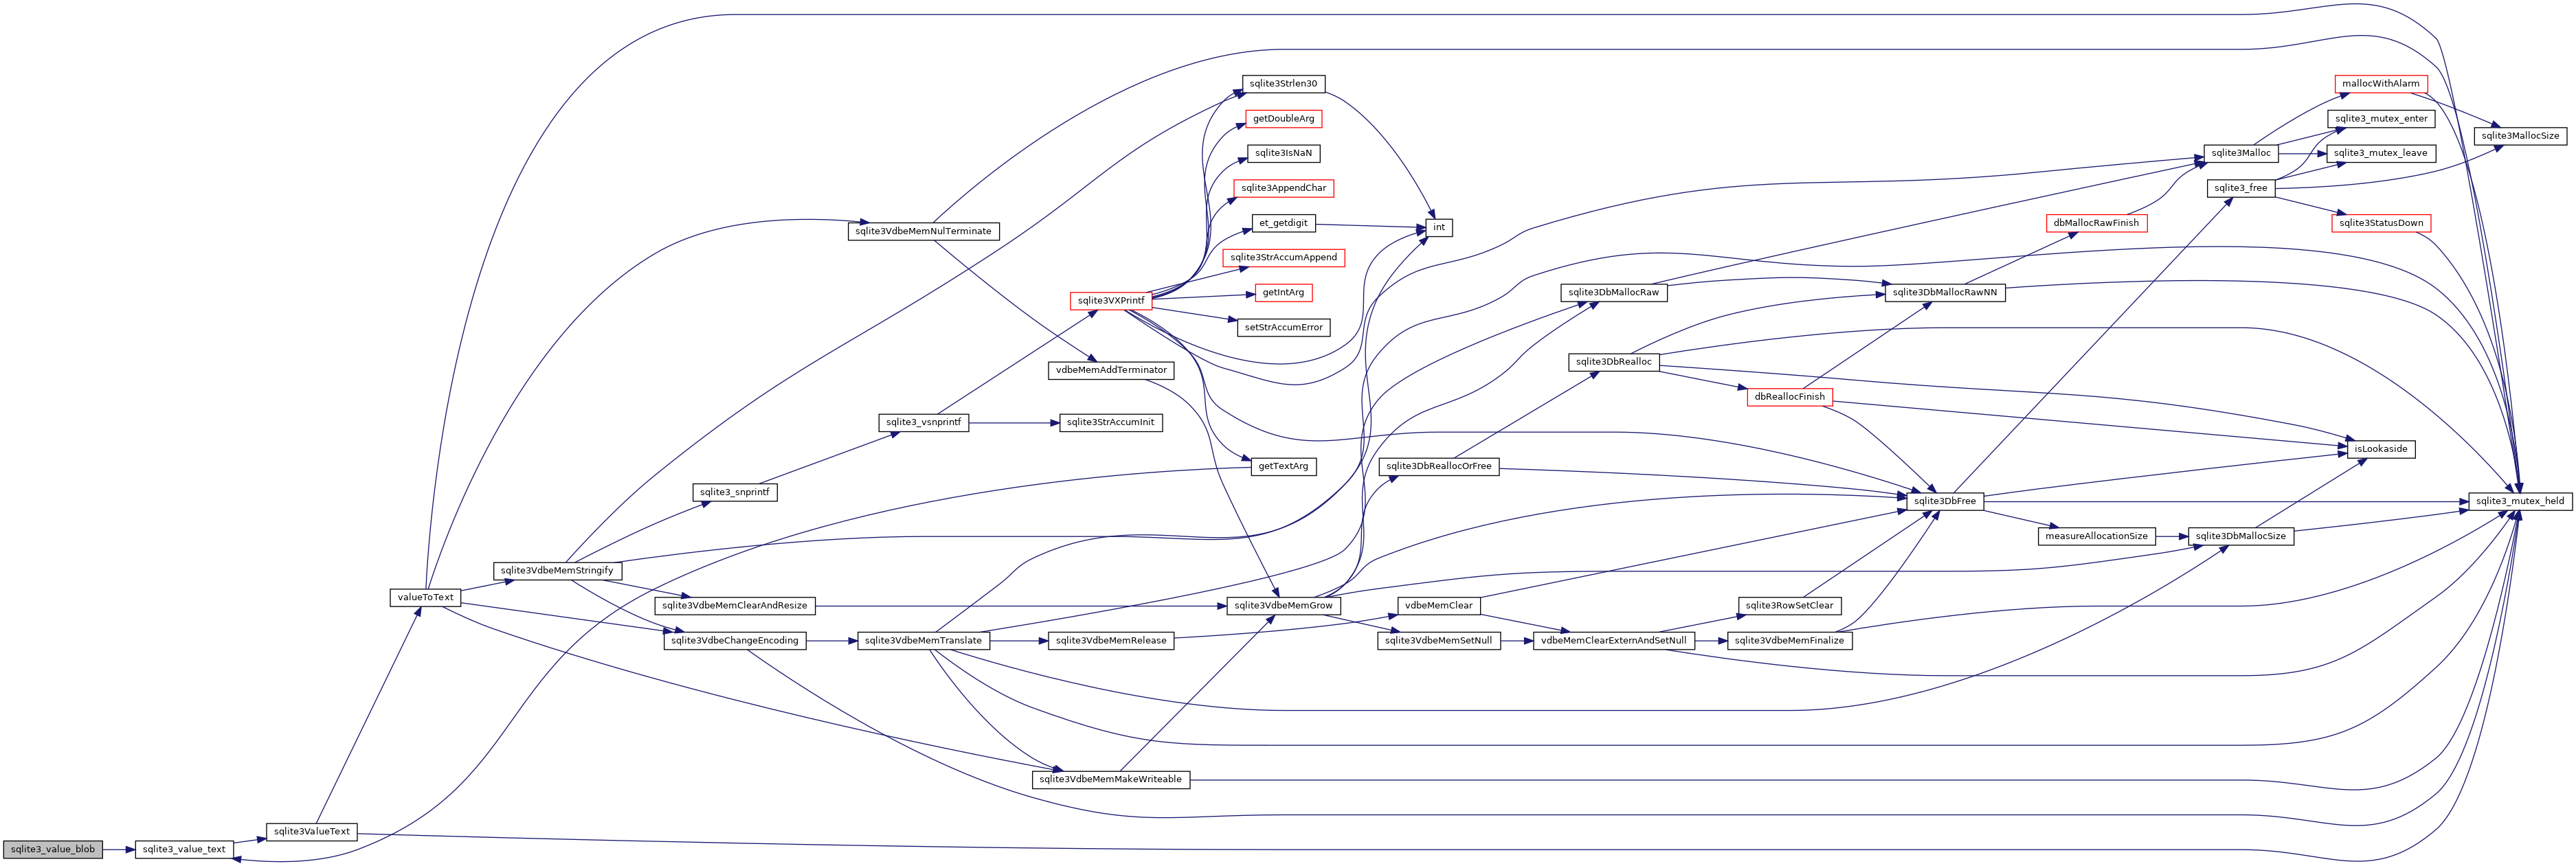 sqlite3_value_blob
sqlite3_value_text
sqlite3ValueText
valueToText
sqlite3VdbeMemStringify
sqlite3VdbeMemClearAndResize
sqlite3VdbeChangeEncoding
sqlite3_snprintf
sqlite3_vsnprintf
sqlite3VdbeMemNulTerminate
sqlite3VdbeMemTranslate
sqlite3VXPrintf
vdbeMemAddTerminator
sqlite3StrAccumInit
sqlite3VdbeMemRelease
sqlite3VdbeMemMakeWriteable
sqlite3Strlen30
getDoubleArg
sqlite3IsNaN
sqlite3AppendChar
et_getdigit
sqlite3StrAccumAppend
getIntArg
setStrAccumError
getTextArg
sqlite3VdbeMemGrow
int
sqlite3DbReallocOrFree
vdbeMemClear
sqlite3VdbeMemSetNull
sqlite3DbMallocRaw
sqlite3DbRealloc
vdbeMemClearExternAndSetNull
dbReallocFinish
sqlite3RowSetClear
sqlite3VdbeMemFinalize
sqlite3DbMallocRawNN
sqlite3DbFree
dbMallocRawFinish
measureAllocationSize
sqlite3Malloc
sqlite3_free
sqlite3DbMallocSize
mallocWithAlarm
sqlite3_mutex_enter
sqlite3_mutex_leave
sqlite3StatusDown
isLookaside
sqlite3MallocSize
sqlite3_mutex_held